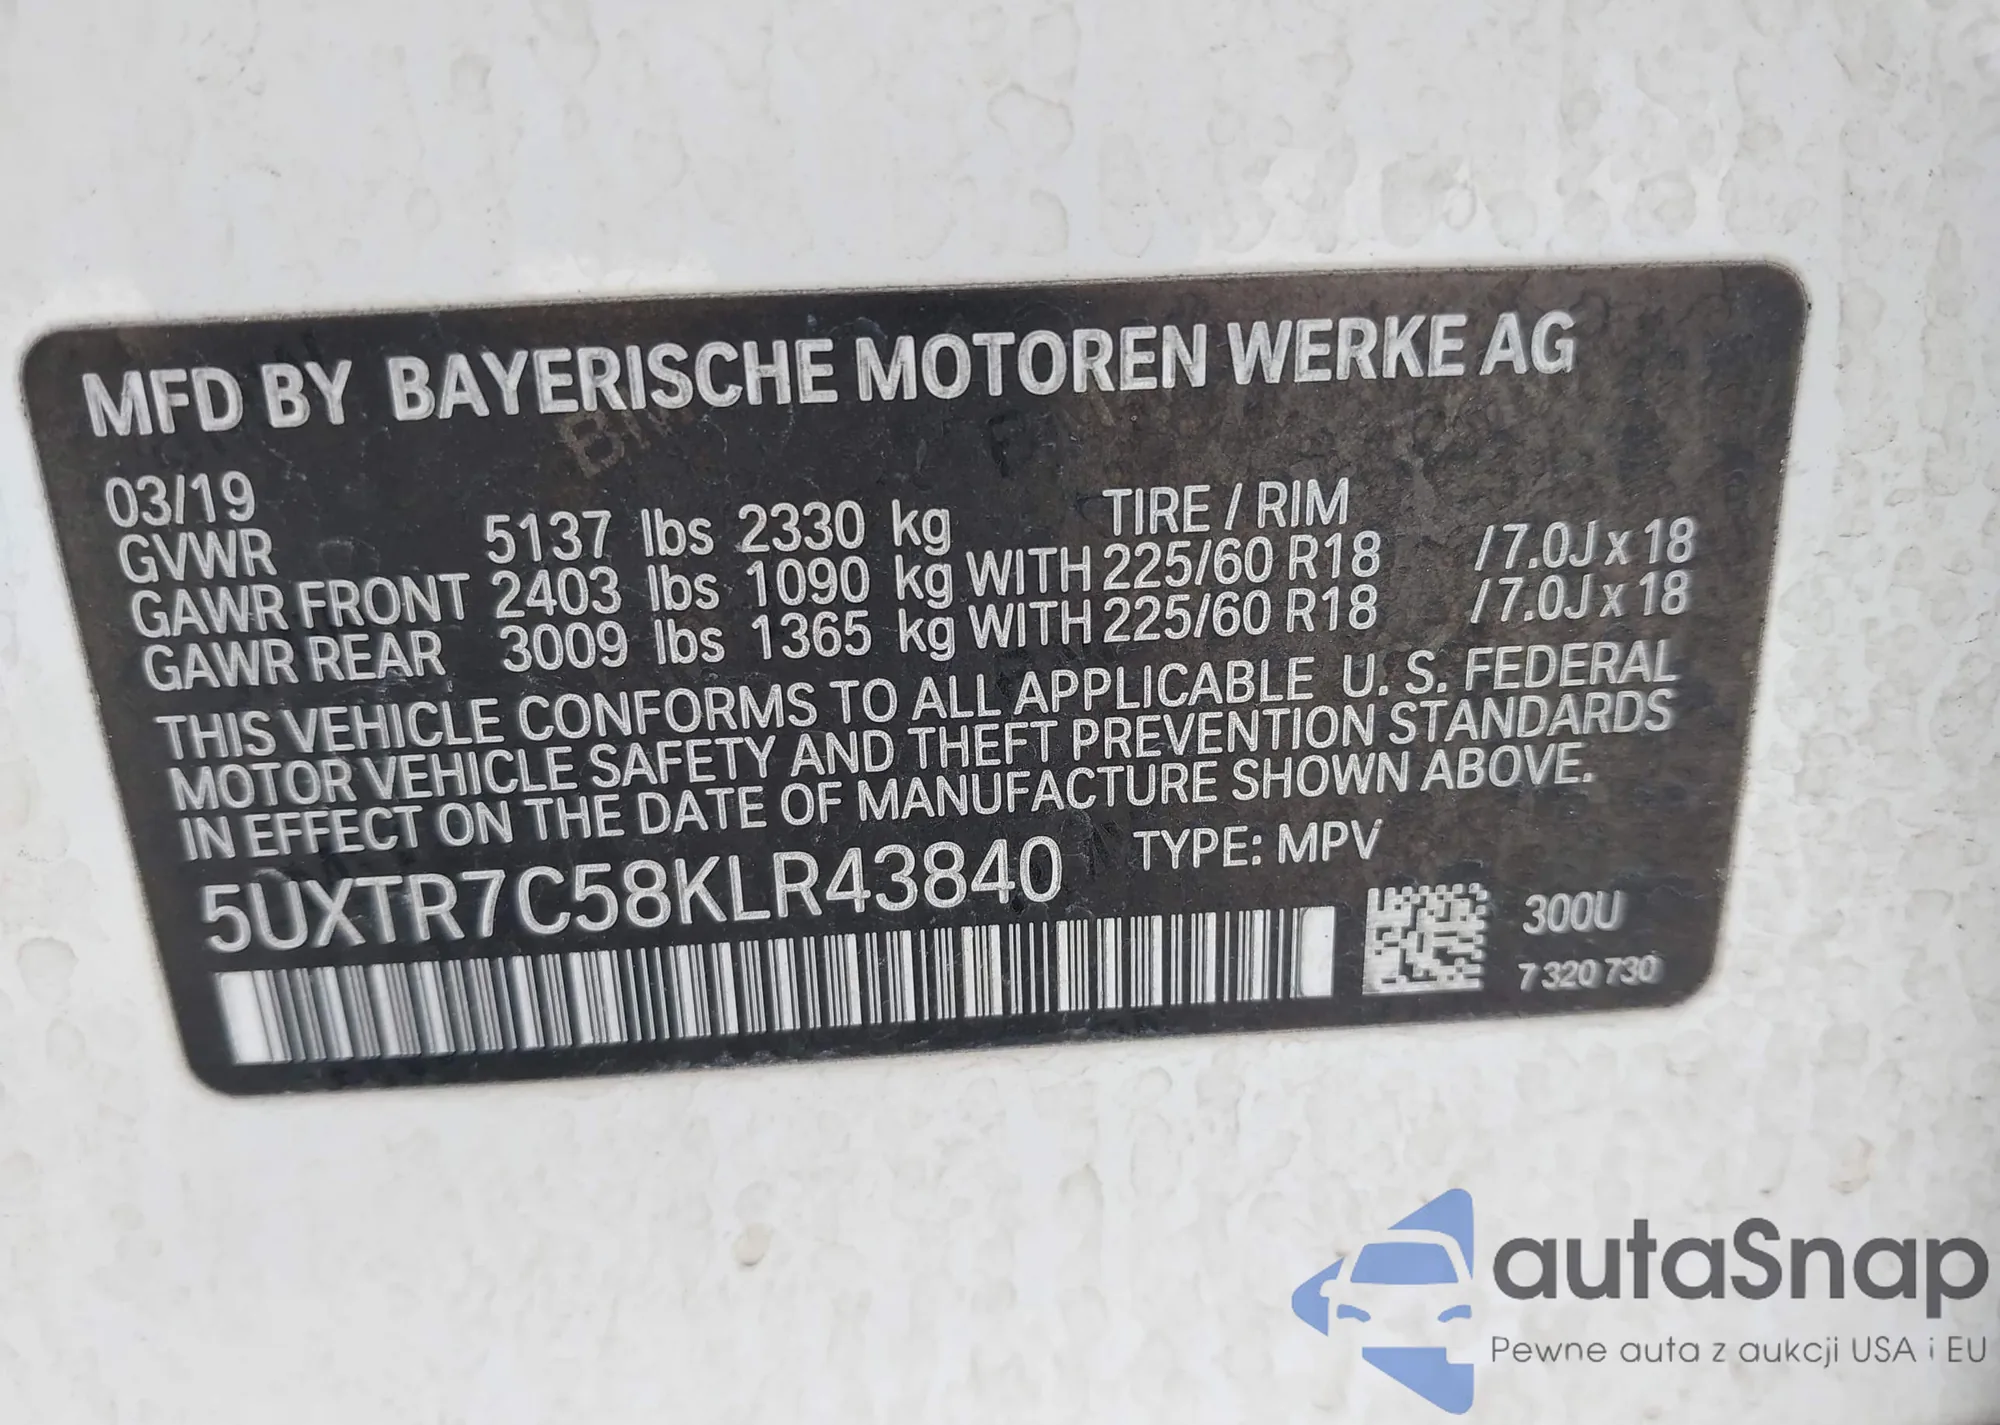 MFD BY BAYERISCHE MOTOREN WERKE AG
03/19 TIRE / RIM
GVWR 5137 lbs 2330 kg
GAWR FRONT 2403 lbs 1090 kg WITH 225/60 R18 /7.0J x 18
GAWR REAR 3009 lbs 1365 kg WITH 225/60 R18 /7.0J x 18
THIS VEHICLE CONFORMS TO ALL APPLICABLE U. S. FEDERAL
MOTOR VEHICLE SAFETY AND THEFT PREVENTION STANDARDS
IN EFFECT ON THE DATE OF MANUFACTURE SHOWN ABOVE.
5UXTR7C58KLR43840 TYPE: MPV
300U
7 320 730
autaSnap
Pewne auta z aukcji USA i EU